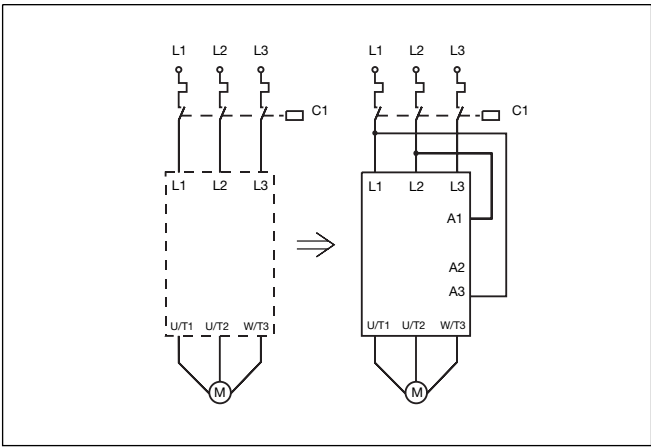 L1 L2 L3 L1 L2 L3
C1 C1
L1 L2 L3 L1 L2 L3
A1
A2
A3
U/T1 U/T2 W/T3 U/T1 U/T2 W/T3
M M